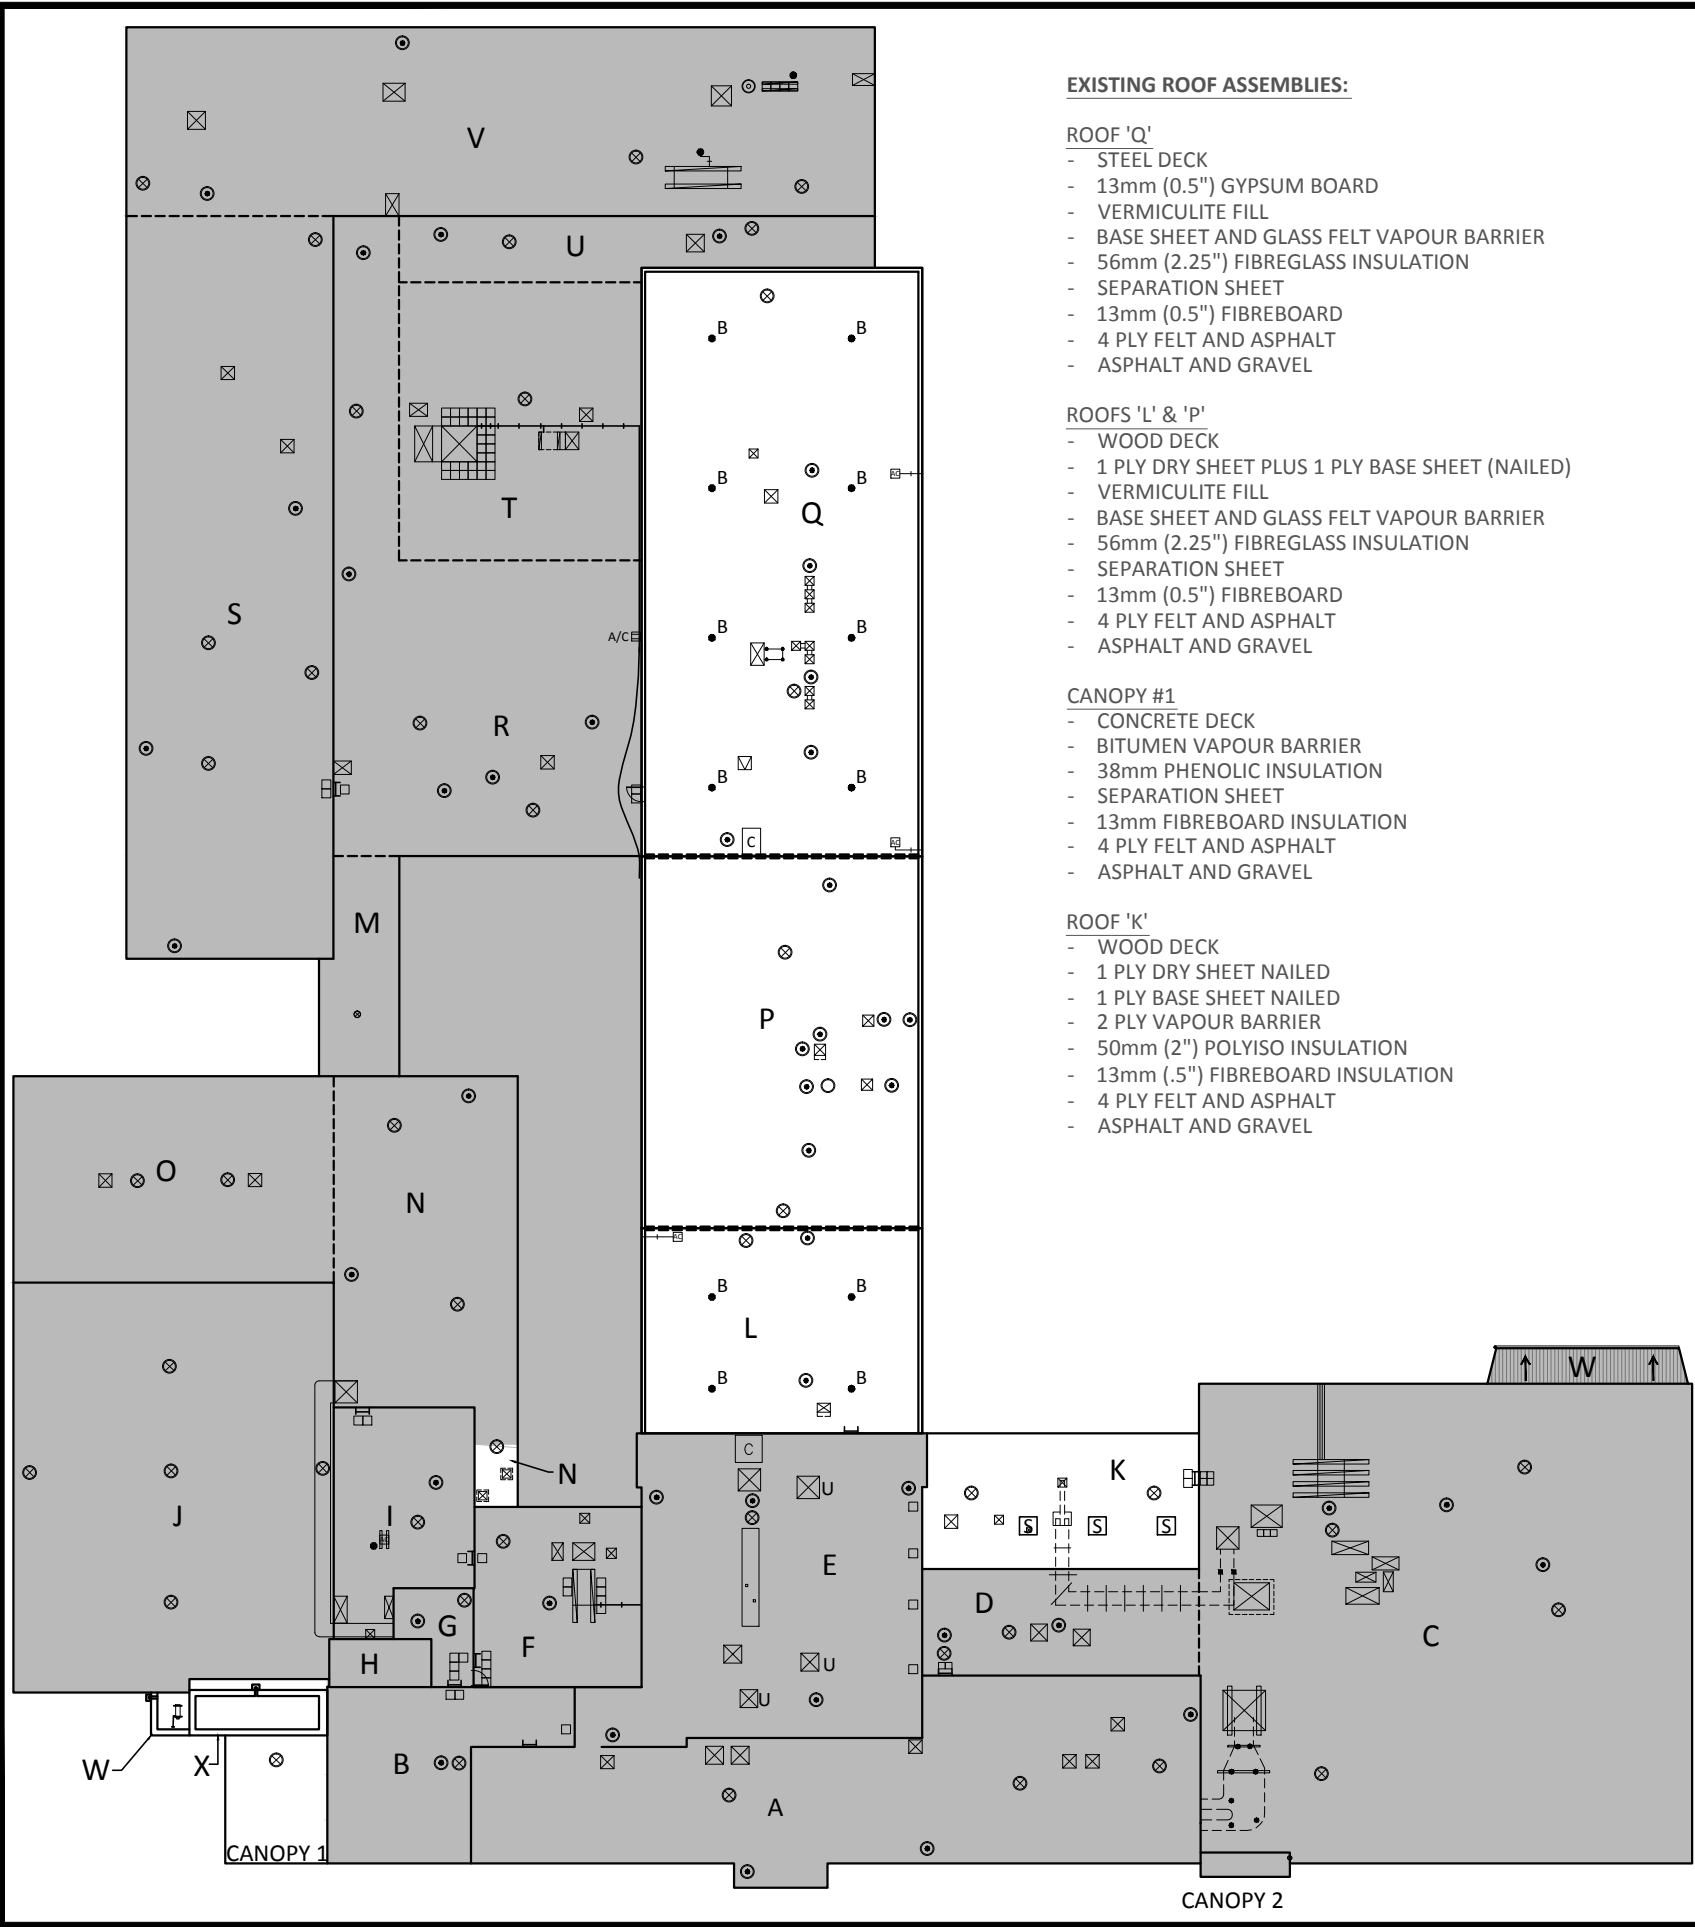 EXISTING ROOF ASSEMBLIES:
ROOF 'Q'
- STEEL DECK
- 13mm (0.5") GYPSUM BOARD
- VERMICULITE FILL
- BASE SHEET AND GLASS FELT VAPOUR BARRIER
- 56mm (2.25") FIBREGLASS INSULATION
- SEPARATION SHEET
- 13mm (0.5") FIBREBOARD
- 4 PLY FELT AND ASPHALT
- ASPHALT AND GRAVEL
ROOFS 'L' & 'P'
- WOOD DECK
- 1 PLY DRY SHEET PLUS 1 PLY BASE SHEET (NAILED)
- VERMICULITE FILL
- BASE SHEET AND GLASS FELT VAPOUR BARRIER
- 56mm (2.25") FIBREGLASS INSULATION
- SEPARATION SHEET
- 13mm (0.5") FIBREBOARD
- 4 PLY FELT AND ASPHALT
- ASPHALT AND GRAVEL
CANOPY #1
- CONCRETE DECK
- BITUMEN VAPOUR BARRIER
- 38mm PHENOLIC INSULATION
- SEPARATION SHEET
- 13mm FIBREBOARD INSULATION
- 4 PLY FELT AND ASPHALT
- ASPHALT AND GRAVEL
ROOF 'K'
- WOOD DECK
- 1 PLY DRY SHEET NAILED
- 1 PLY BASE SHEET NAILED
- 2 PLY VAPOUR BARRIER
- 50mm (2") POLYISO INSULATION
- 13mm (.5") FIBREBOARD INSULATION
- 4 PLY FELT AND ASPHALT
- ASPHALT AND GRAVEL
V
U
B B
B B
AC
Q
T
S
B B
A/C
R
B B
C
AC
M
P
O
N
AC
B B
L
B B
W
C
N
K
U
J
I
S S S
E
D
G
F
H
C
U
U
W
X
B
A
CANOPY 1
CANOPY 2